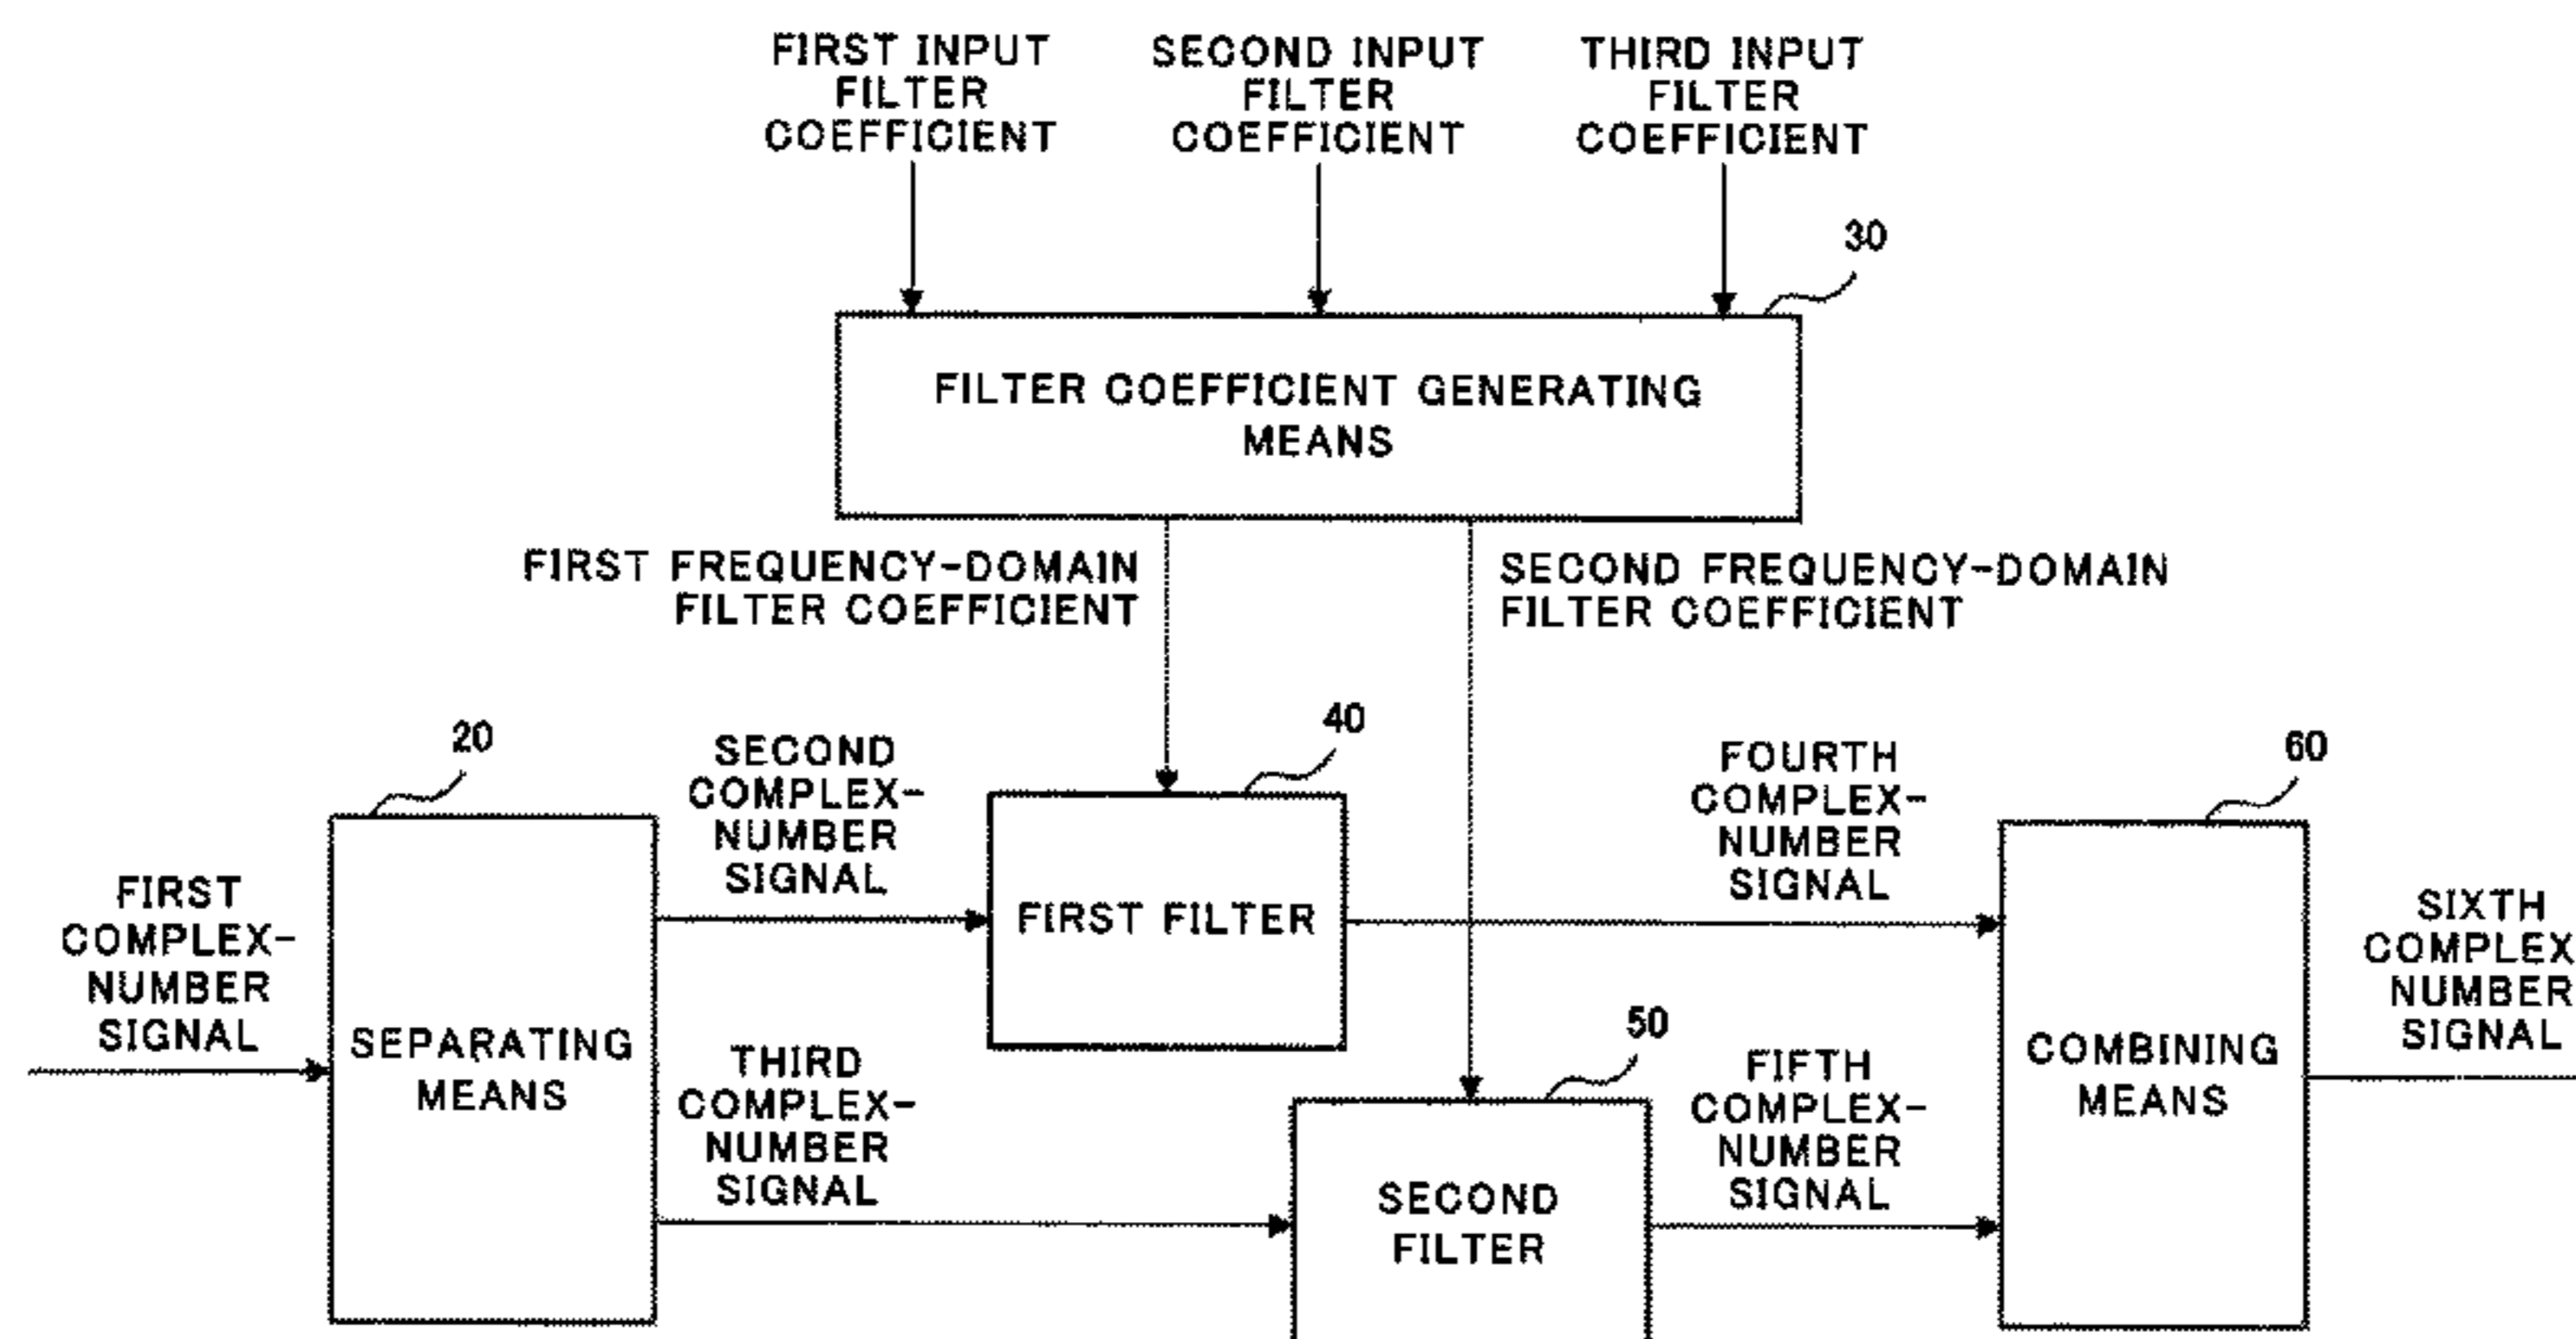 FIRST INPUT
FILTER
COEFFICIENT
SECOND INPUT
FILTER
COEFFICIENT
THIRD INPUT
FILTER
COEFFICIENT
30
FILTER COEFFICIENT GENERATING
MEANS
FIRST FREQUENCY-DOMAIN
FILTER COEFFICIENT
SECOND FREQUENCY-DOMAIN
FILTER COEFFICIENT
FIRST
COMPLEX-
NUMBER
SIGNAL
20
SEPARATING
MEANS
SECOND
COMPLEX-
NUMBER
SIGNAL
40
FIRST FILTER
THIRD
COMPLEX-
NUMBER
SIGNAL
50
SECOND
FILTER
FOURTH
COMPLEX-
NUMBER
SIGNAL
FIFTH
COMPLEX-
NUMBER
SIGNAL
60
COMBINING
MEANS
SIXTH
COMPLEX
NUMBER
SIGNAL